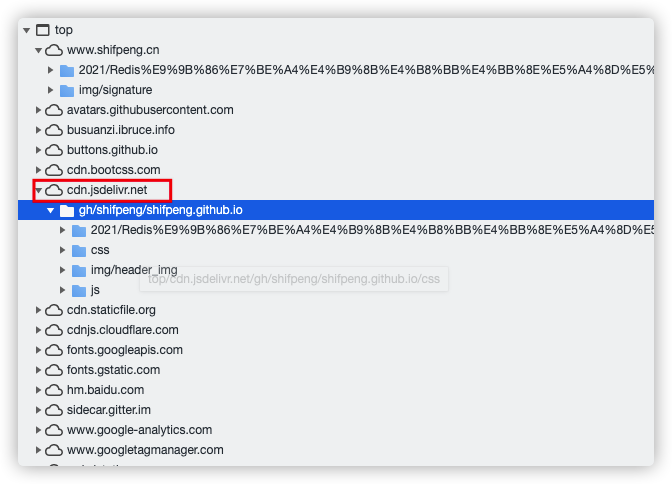 top
www.shifpeng.cn
2021/Redis%E9%9B%86%E7%BE%A4%E4%B9%8B%E4%B8%BB%E4%BB%8E%E5%A4%8D%E5%
img/signature
avatars.githubusercontent.com
busuanzi.ibruce.info
buttons.github.io
cdn.bootcss.com
cdn.jsdelivr.net
gh/shifpeng/shifpeng.github.io
2021/Redis%E9%9B%86%E7%BE%A4%E4%B9%8B%E4%B8%BB%E4%BB%8E%E5%A4%8D%E5
css
img/header_img
top/cdn.jsdelivr.net/gh/shifpeng/shifpeng.github.io/css
js
cdn.staticfile.org
cdnjs.cloudflare.com
fonts.googleapis.com
fonts.gstatic.com
hm.baidu.com
sidecar.gitter.im
www.google-analytics.com
www.googletagmanager.com